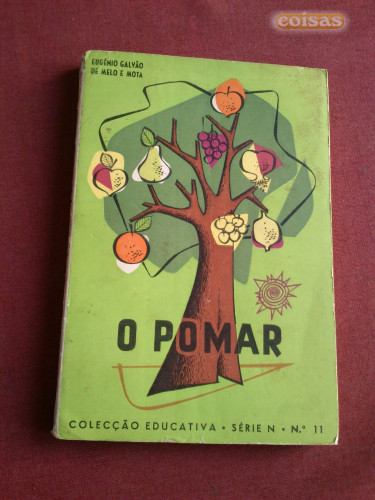 coisas
EUGÉNIO GALVÃO
DE MELO E MOTA
O POMAR
COLECÇÃO EDUCATIVA • SÉRIE N • N.º 11